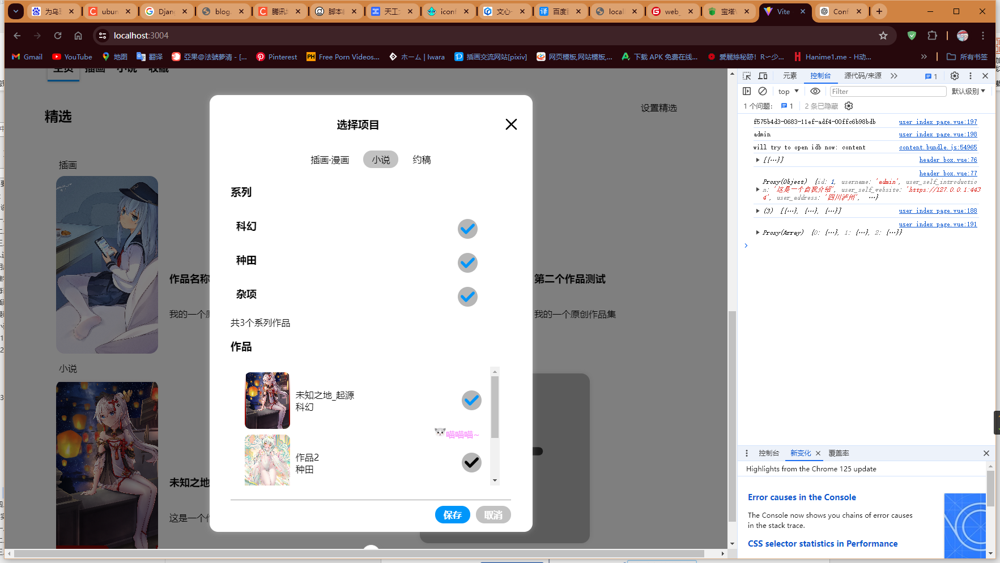 为乌班
ubun
Djan
blog.
腾讯
脚本
天工
iconf
文心
百度
local
web_
宝塔
Vite
Conf
localhost:3004
Gmail
YouTube
地图
翻译
亞果@法號夢清 - [...
Pinterest
Free Porn Videos...
ホーム | Iwara
插画交流网站[pixiv]
网页模板,网站模板,...
下载 APK 免费在线...
愛麗絲秘跡! R∽少...
Hanime1.me - H动...
所有书签
主页 插画 小说 收藏
精选
设置精选
插画
作品名称
我的一个原
第二个作品测试
我的一个原创作品集
小说
未知之地
这是一个作
选择项目
插画·漫画
小说
约稿
系列
科幻
种田
杂项
共3个系列作品
作品
未知之地_起源
科幻
喵喵喵~
作品2
种田
保存
取消
元素
控制台
源代码/来源
1
top
Filter
默认级别
1 个问题:
1
2 条已隐藏
f575b4d3-0683-11ef-adf4-00ffc6b98bdb
user_index_page.vue:197
admin
user_index_page.vue:198
will try to open idb now: content
content.bundle.js:54965
[{…}]
header_box.vue:76
header_box.vue:77
Proxy(Object) {id: 1, username: 'admin', user_self_introductio
n: '这是一个自我介绍', user_self_website: 'https://127.0.0.1:443
4', user_address: '四川泸州', …}
(3) [{…}, {…}, {…}]
user_index_page.vue:188
user_index_page.vue:191
Proxy(Array) {0: {…}, 1: {…}, 2: {…}}
控制台
新变化
覆盖率
Highlights from the Chrome 125 update
Error causes in the Console
The Console now shows you chains of error causes
in the stack trace.
CSS selector statistics in Performance